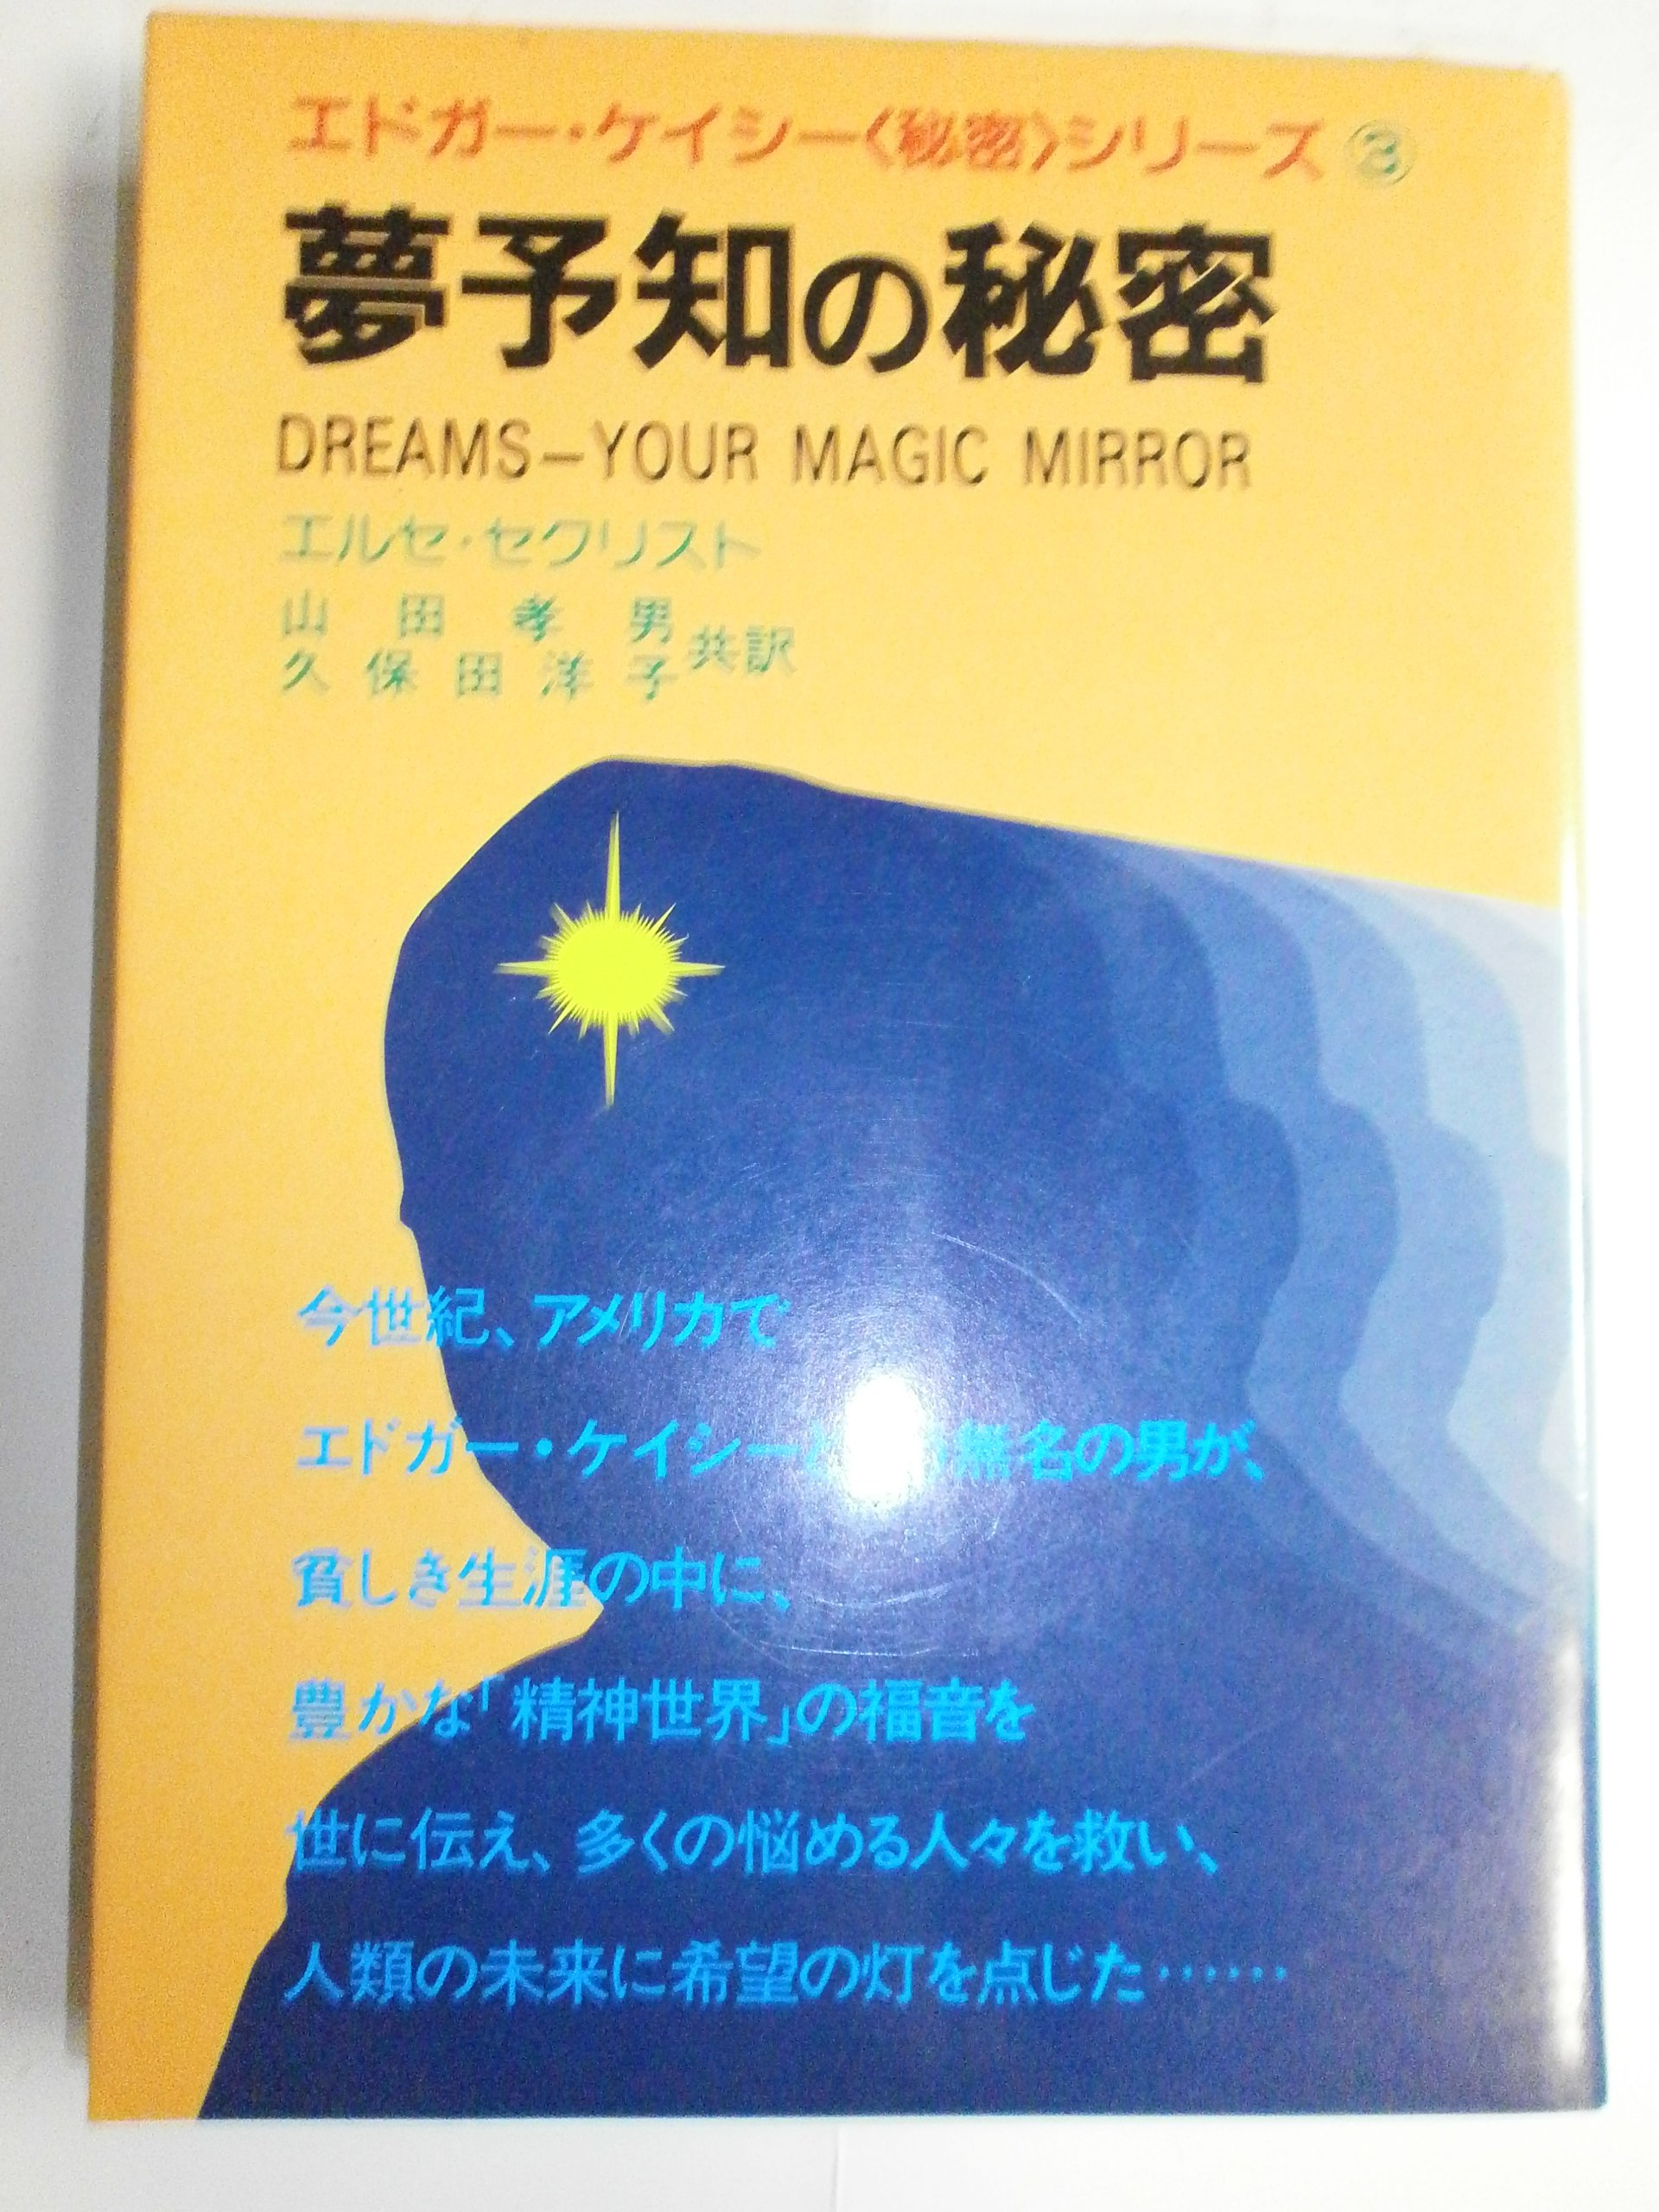 エドガー・ケイシー〈秘密〉シリーズ ③
夢予知の秘密
DREAMS－YOUR MAGIC MIRROR
エルセ・セクリスト
山田孝男
久保田洋子 共訳
今世紀、アメリカで
エドガー・ケイシー 無名の男が、
貧しき生涯の中に、
豊かな「精神世界」の福音を
世に伝え、多くの悩める人々を救い、
人類の未来に希望の灯を点じた……